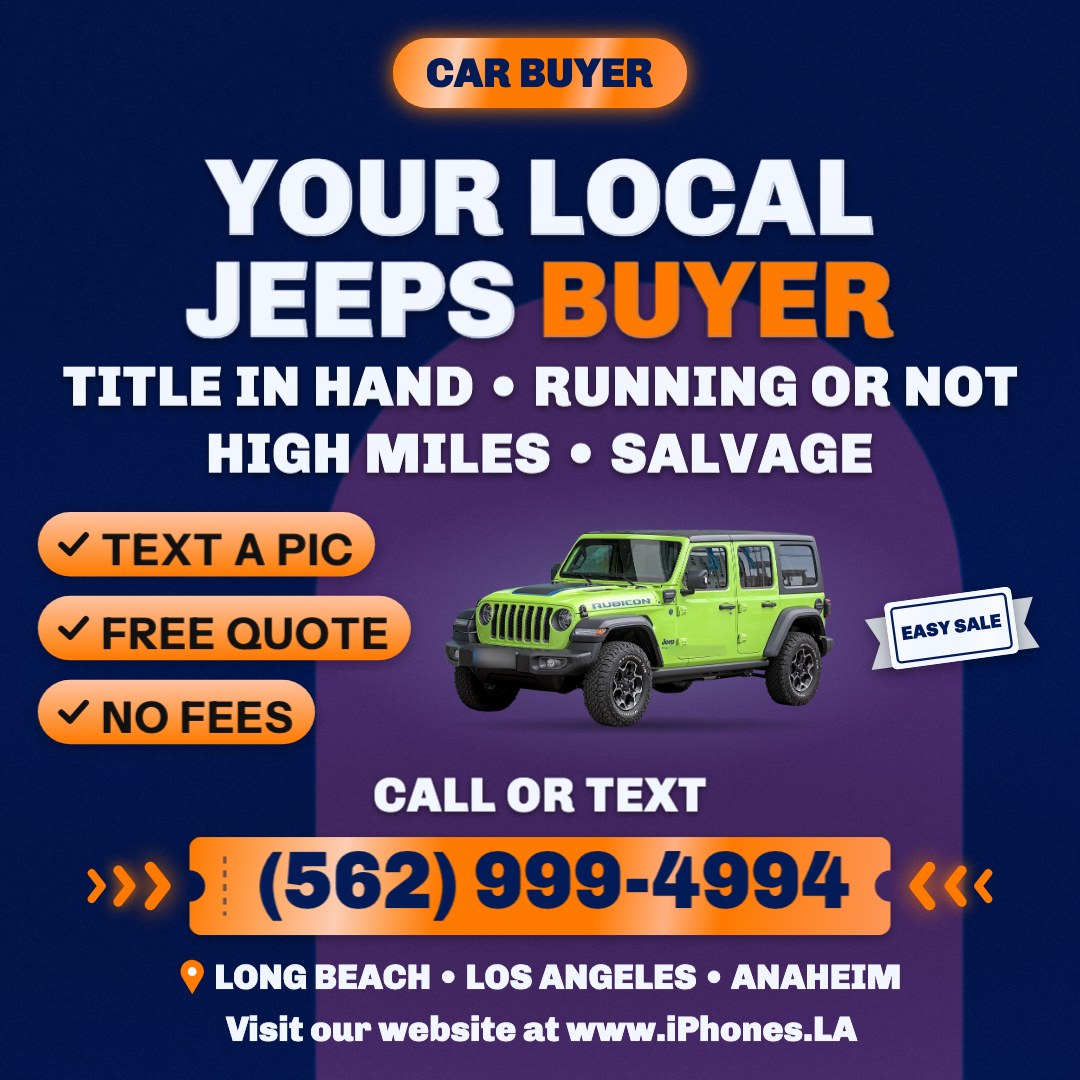 CAR BUYER
YOUR LOCAL
JEEPS BUYER
TITLE IN HAND • RUNNING OR NOT
HIGH MILES • SALVAGE
TEXT A PIC
FREE QUOTE
NO FEES
RUBICON
Jeep
EASY SALE
CALL OR TEXT
(562) 999-4994
LONG BEACH • LOS ANGELES • ANAHEIM
Visit our website at www.iPhones.LA